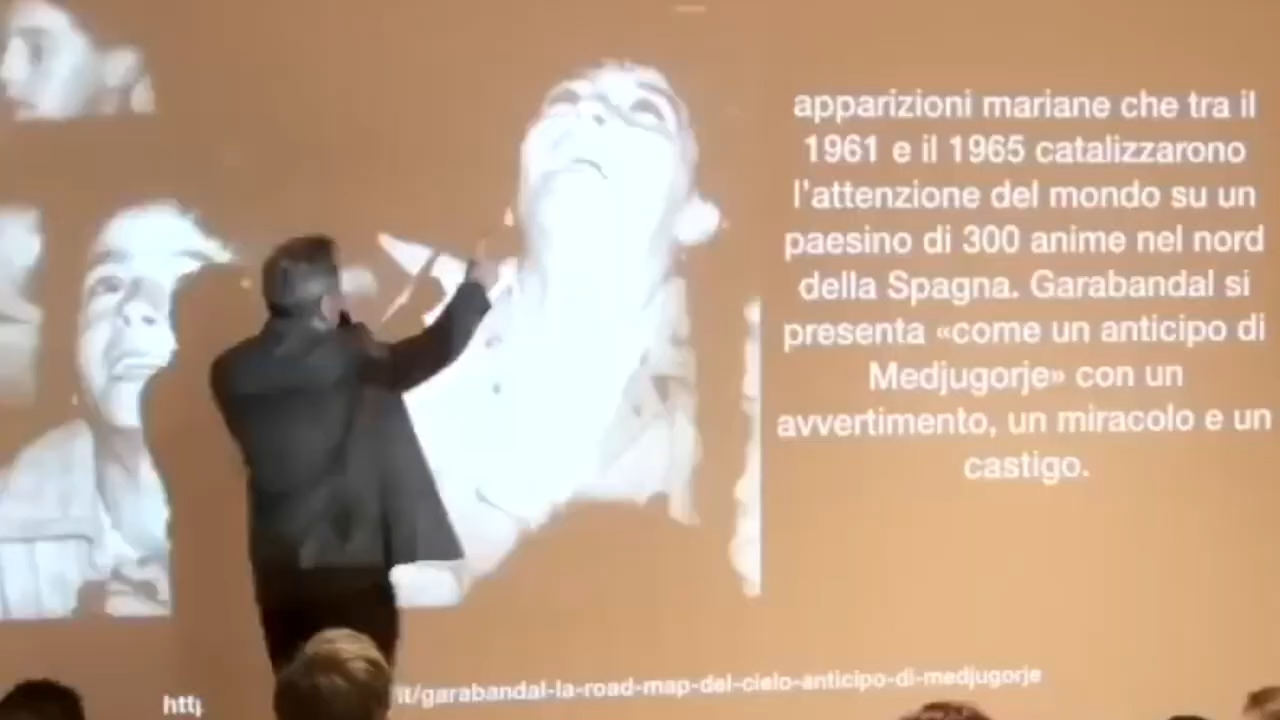 apparizioni mariane che tra il
1961 e il 1965 catalizzarono
l'attenzione del mondo su un
paesino di 300 anime nel nord
della Spagna. Garabandal si
presenta «come un anticipo di
Medjugorje» con un
avvertimento, un miracolo e un
castigo.
http it/garabandal-la-road-map-del-cielo-anticipo-di-medjugorje